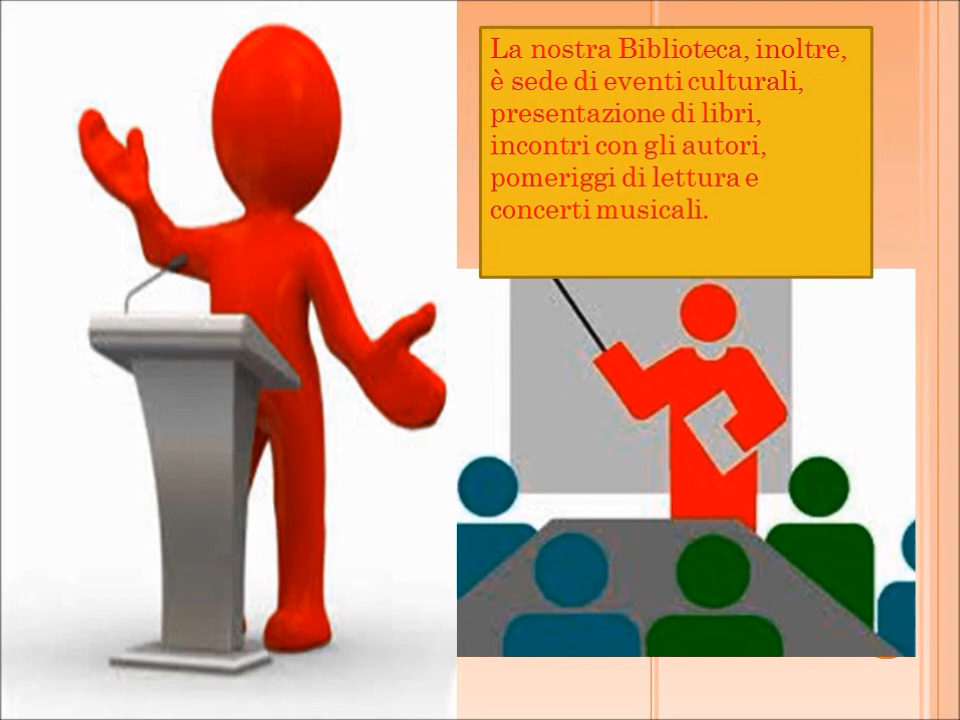 La nostra Biblioteca, inoltre,
è sede di eventi culturali,
presentazione di libri,
incontri con gli autori,
pomeriggi di lettura e
concerti musicali.